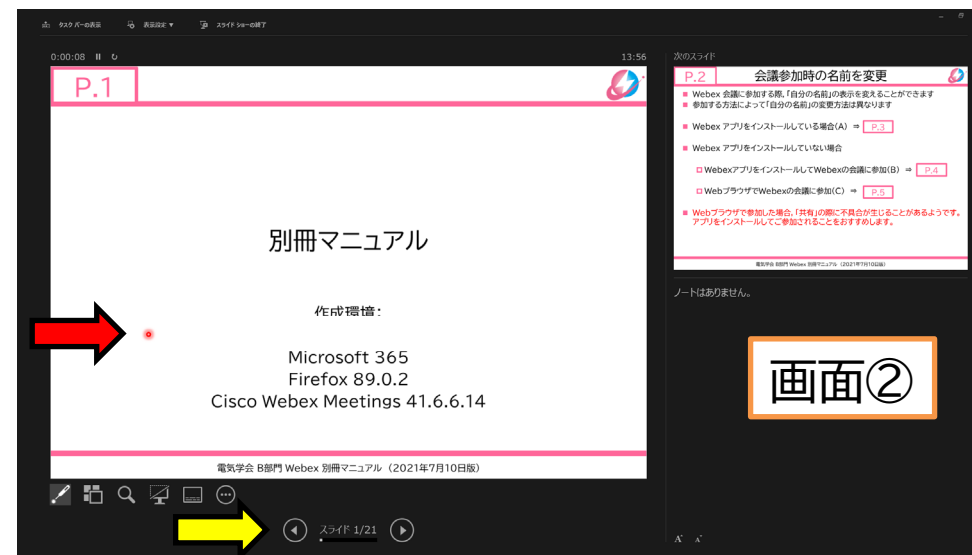 タスク バーの表示 表示設定 ▼ スライド ショーの終了
0:00:08 13:56
P.1
別冊マニュアル
作成環境:
Microsoft 365
Firefox 89.0.2
Cisco Webex Meetings 41.6.6.14
電気学会 B部門 Webex 別冊マニュアル（2021年7月10日版）
スライド 1/21
次のスライド
P.2 会議参加時の名前を変更
Webex 会議に参加する際、「自分の名前」の表示を変えることができます
参加する方法によって「自分の名前」の変更方法は異なります
Webex アプリをインストールしている場合(A) ⇒ P.3
Webex アプリをインストールしていない場合
Webexアプリをインストールしてwebexの会議に参加(B) ⇒ P.4
WebブラウザでWebexの会議に参加(C) ⇒ P.5
Webブラウザで参加した場合、「共有」の際に不具合が生じることがあるようです。
アプリをインストールしてご参加されることをおすすめします。
電気学会 B部門 Webex 別冊マニュアル（2021年7月10日版）
ノートはありません。
画面②
A A